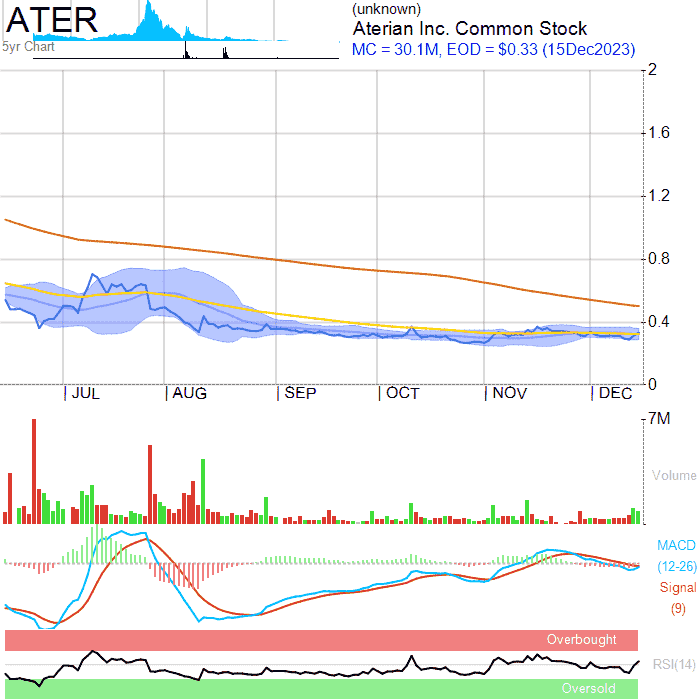 ATER
5yr Chart
(unknown)
Aterian Inc. Common Stock
MC = 30.1M, EOD = $0.33 (15Dec2023)
2
1.6
1.2
0.8
0.4
0
JUL
AUG
SEP
OCT
NOV
DEC
7M
Volume
MACD
(12-26)
Signal
(9)
Overbought
RSI(14)
Oversold